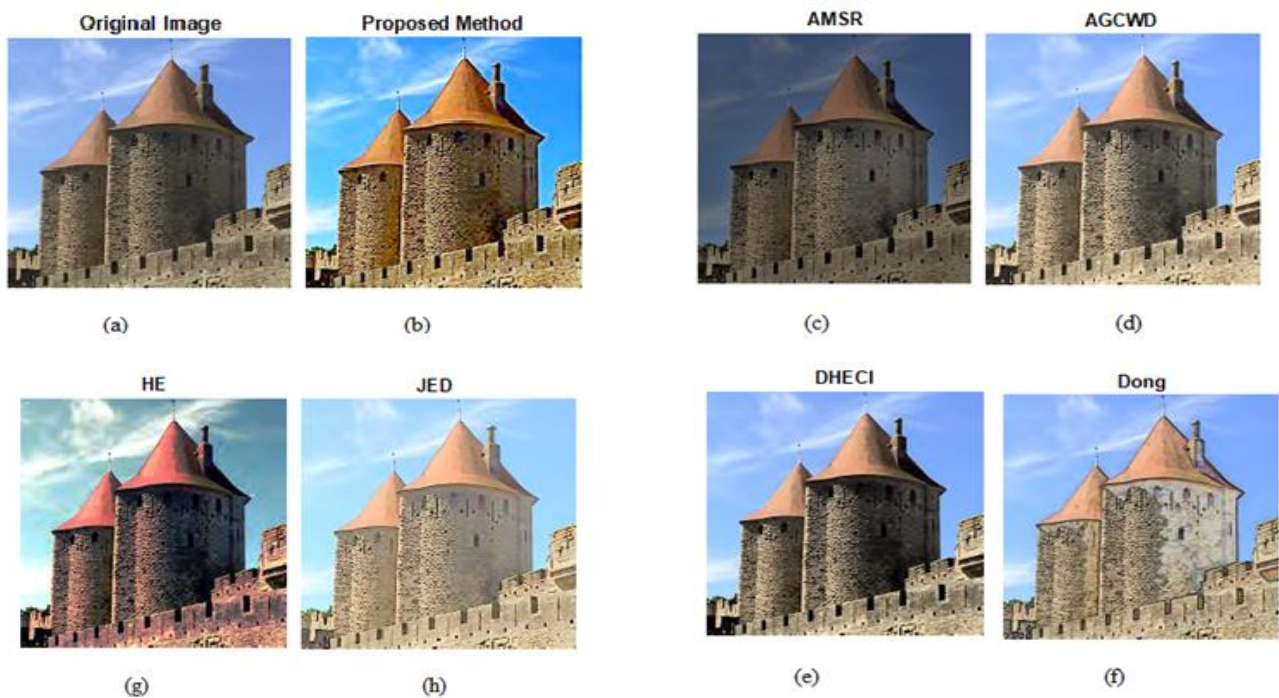 Original Image
Proposed Method
AMSR
AGCWD
(a)
(b)
(c)
(d)
HE
JED
DHECI
Dong
(g)
(h)
(e)
(f)